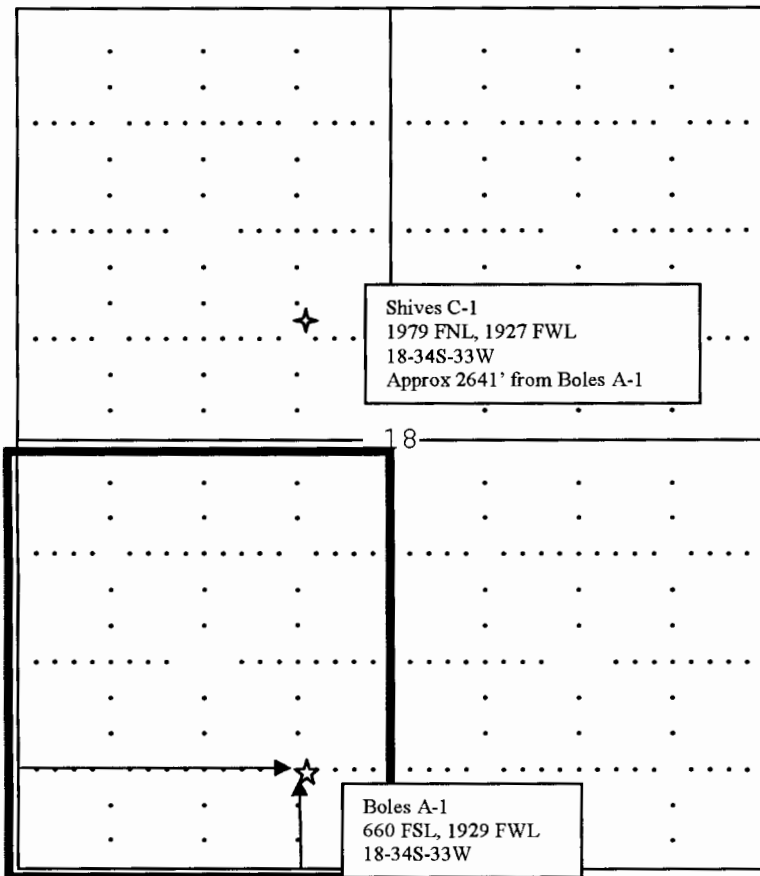 Shives C-1
1979 FNL, 1927 FWL
18-34S-33W
Approx 2641' from Boles A-1
18
Boles A-1
660 FSL, 1929 FWL
18-34S-33W